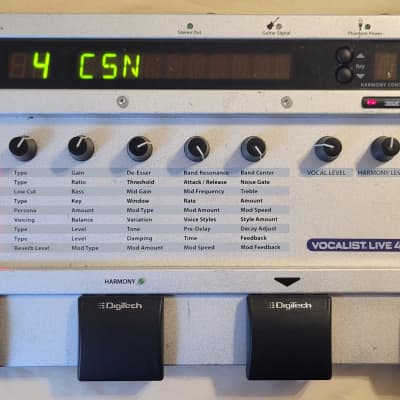 Stereo Pad Guitar Signal Phantom Power
4 CSN
Key
HARMONY CONT
VOCAL LEVEL HARMONY LEVE
Type Gain De-Esser Band Resonance Band Center
Type Ratio Threshold Attack / Release Noise Gate
Low Cut Bass Mid Gain Mid Frequency Treble
Type Key Window Rate Amount
Persona Amount Mod Type Mod Amount Mod Speed
Voicing Balance Variation Voice Styles Style Amount
Type Level Tone Pre-Delay Decay Adjust
Type Level Damping Time Feedback
Reverb Level Mod Type Mod Amount Mod Speed Mod Feedback
VOCALIST. LIVE 4
HARMONY
DigiTech DigiTech